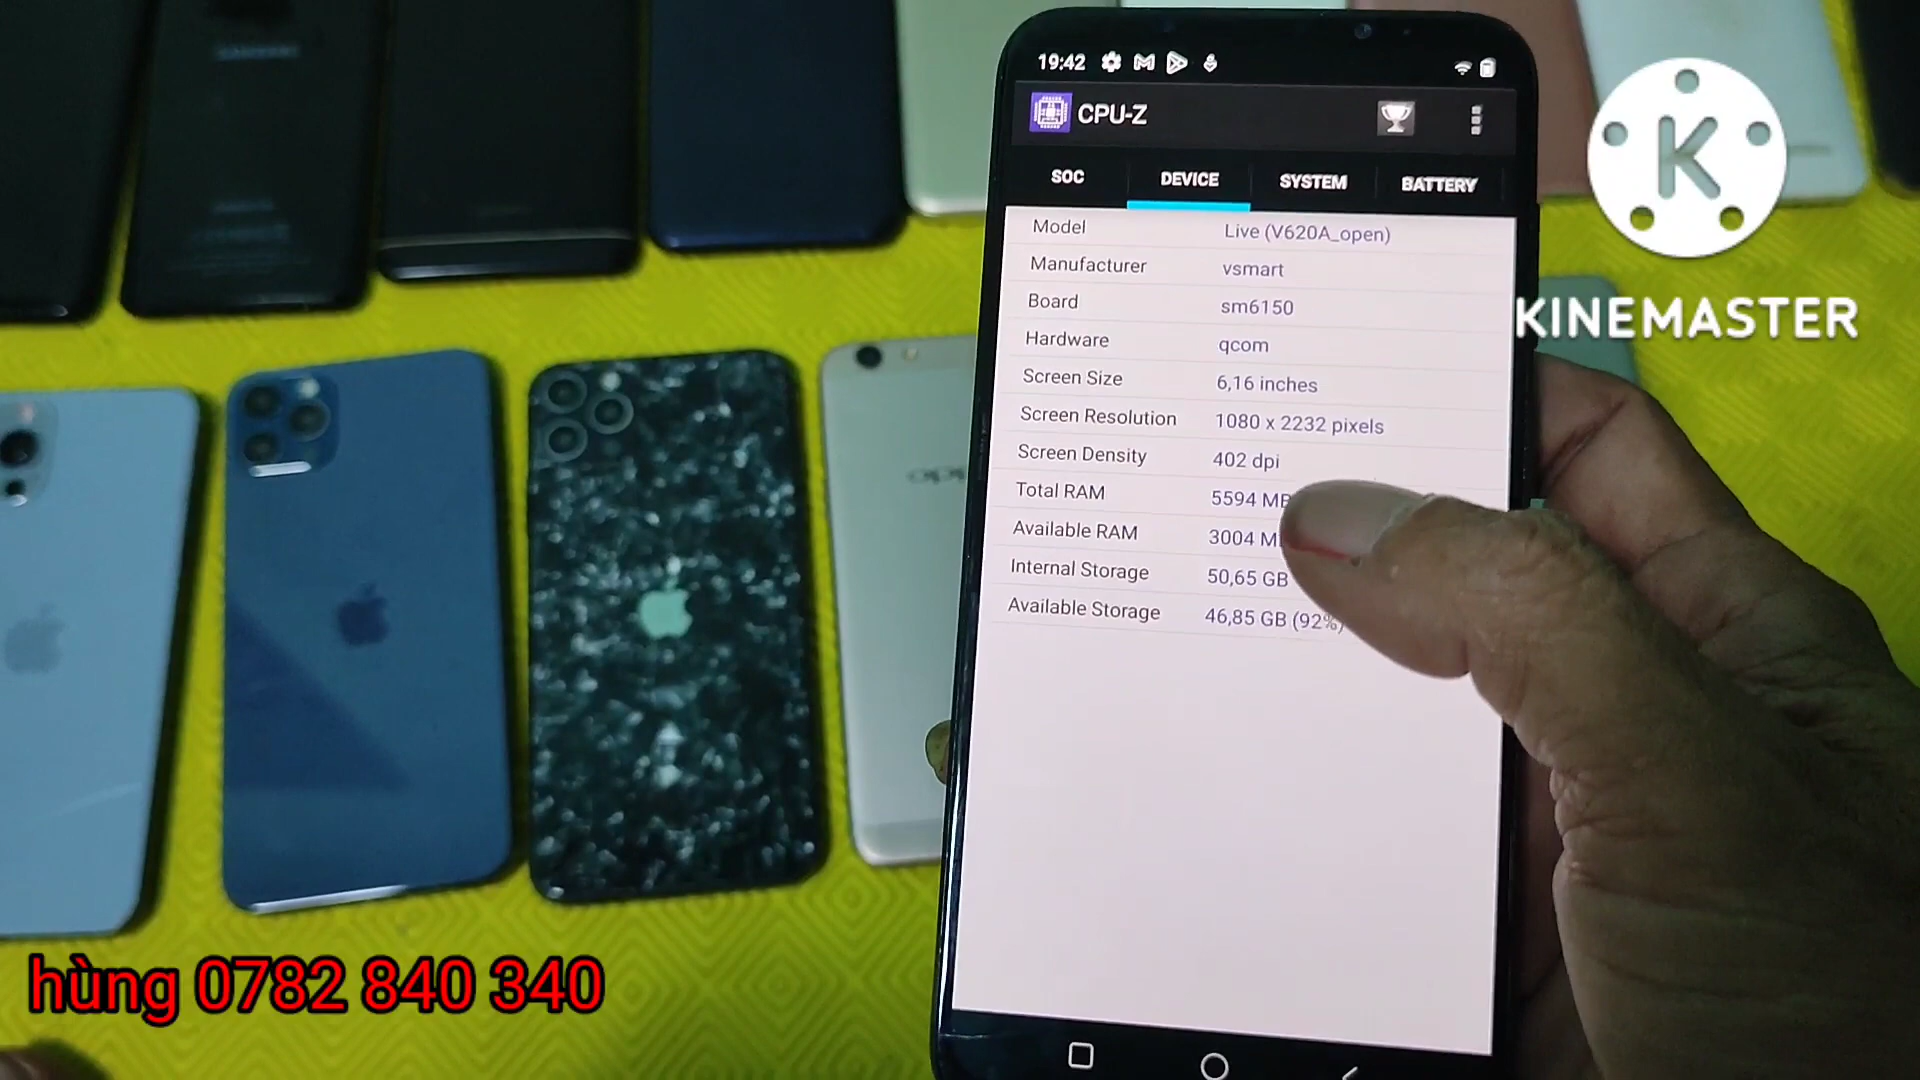 SAMSUNG
19:42
CPU-Z
SOC DEVICE SYSTEM BATTERY
Model Live (V620A_open)
Manufacturer vsmart
Board sm6150
Hardware qcom
Screen Size 6,16 inches
Screen Resolution 1080 x 2232 pixels
Screen Density 402 dpi
Total RAM 5594 MB
Available RAM 3004 M
Internal Storage 50,65 GB
Available Storage 46,85 GB (92%)
K
KINEMASTER
hùng 0782 840 340